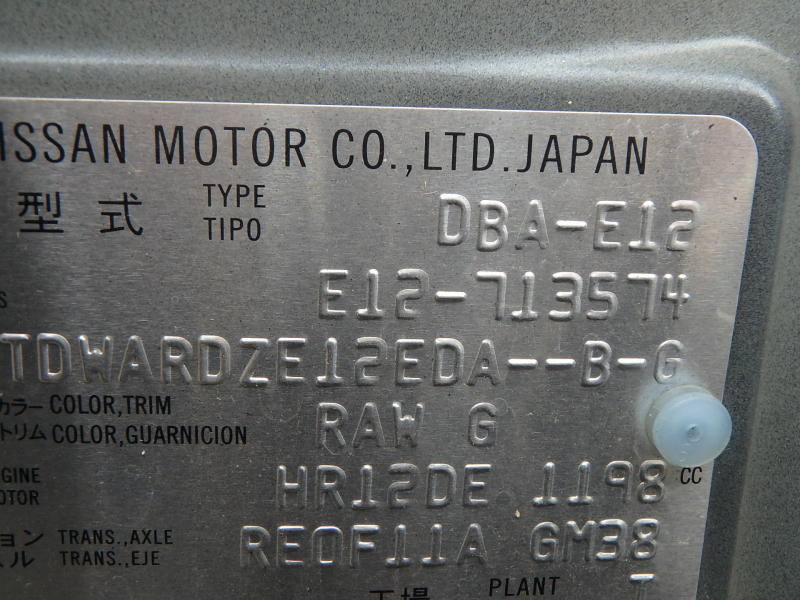 ISSAN MOTOR CO.,LTD.JAPAN
型式 TYPE TIPO DBA-E12
S E12-713574
TDWARDZE12EDA--B-G
カラー COLOR,TRIM
トリム COLOR,GUARNICION RAW G
NGINE
OTOR HR12DE 1198 CC
ョン TRANS.,AXLE
ル TRANS.,EJE RE0F11A GM38
工場 PLANT